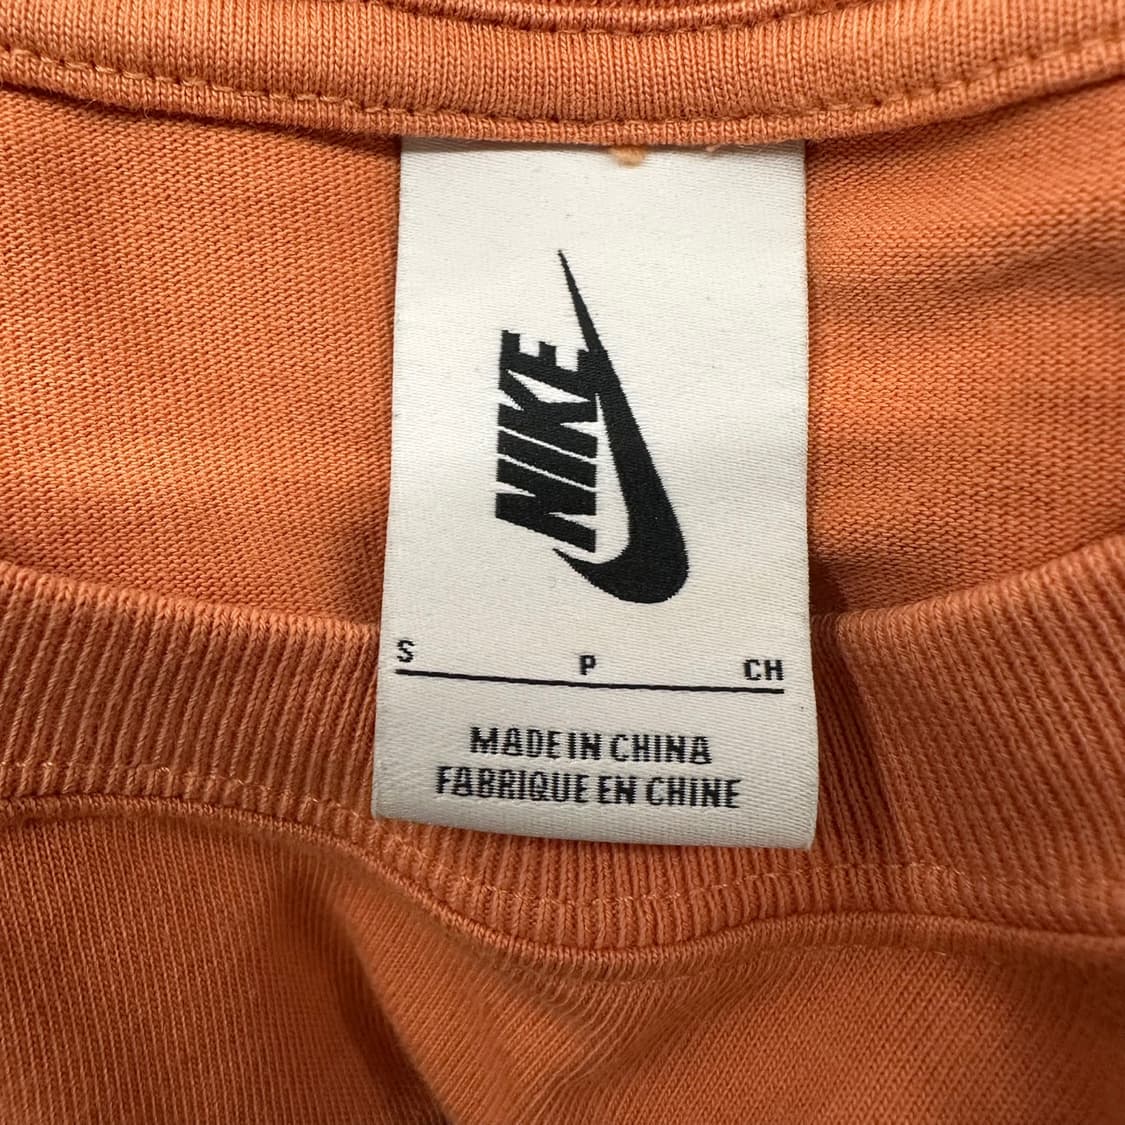 NIKE
S P CH
MADE IN CHINA
FABRIQUE EN CHINE